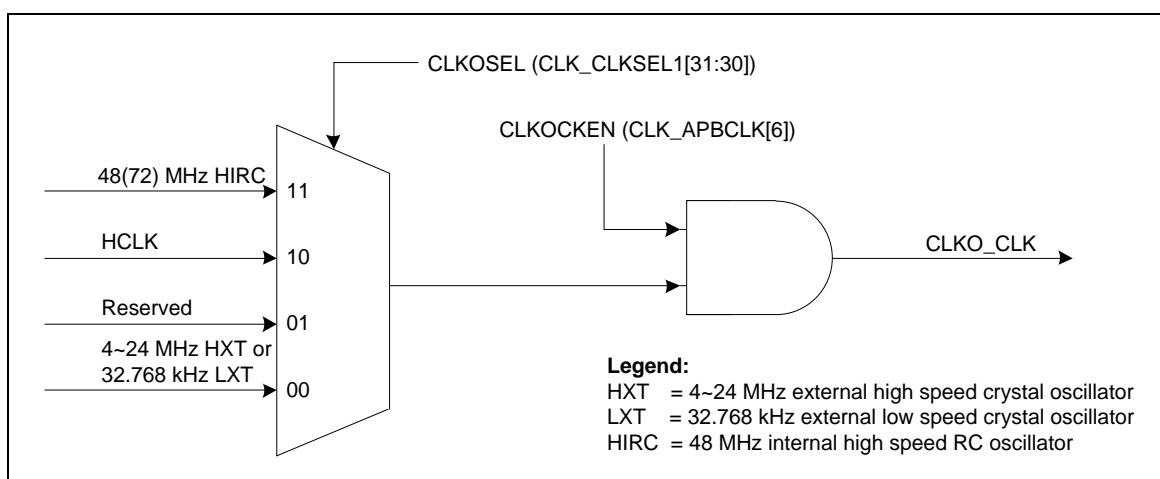 CLKOSEL (CLK_CLKSEL1[31:30])
CLKOCKEN (CLK_APBCLK[6])
48(72) MHz HIRC
11
HCLK
10
CLKO_CLK
Reserved
01
4~24 MHz HXT or
32.768 kHz LXT
00
Legend:
HXT = 4~24 MHz external high speed crystal oscillator
LXT = 32.768 kHz external low speed crystal oscillator
HIRC = 48 MHz internal high speed RC oscillator